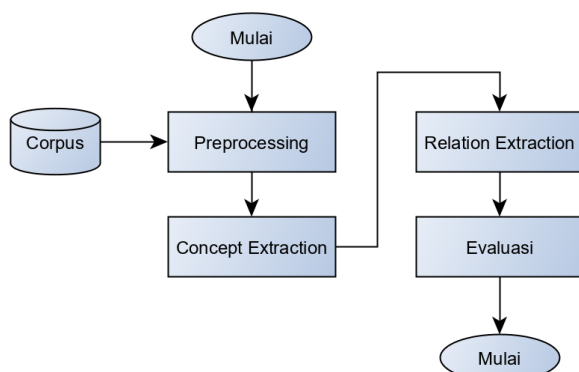 Mulai
Corpus
Preprocessing
Concept Extraction
Relation Extraction
Evaluasi
Mulai